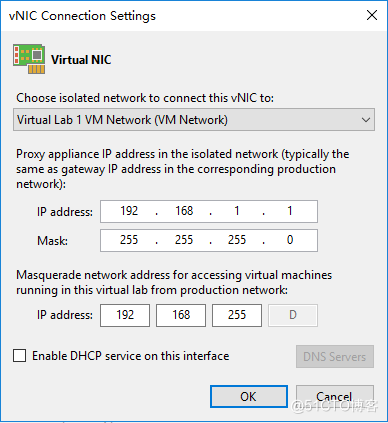 vNIC Connection Settings
Virtual NIC
Choose isolated network to connect this vNIC to:
Virtual Lab 1 VM Network (VM Network)
Proxy appliance IP address in the isolated network (typically the
same as gateway IP address in the corresponding production
network):
IP address: 192 . 168 . 1 . 1
Mask: 255 . 255 . 255 . 0
Masquerade network address for accessing virtual machines
running in this virtual lab from production network:
IP address: 192 168 255 D
Enable DHCP service on this interface
DNS Servers
OK
Cancel
@51CTO博客